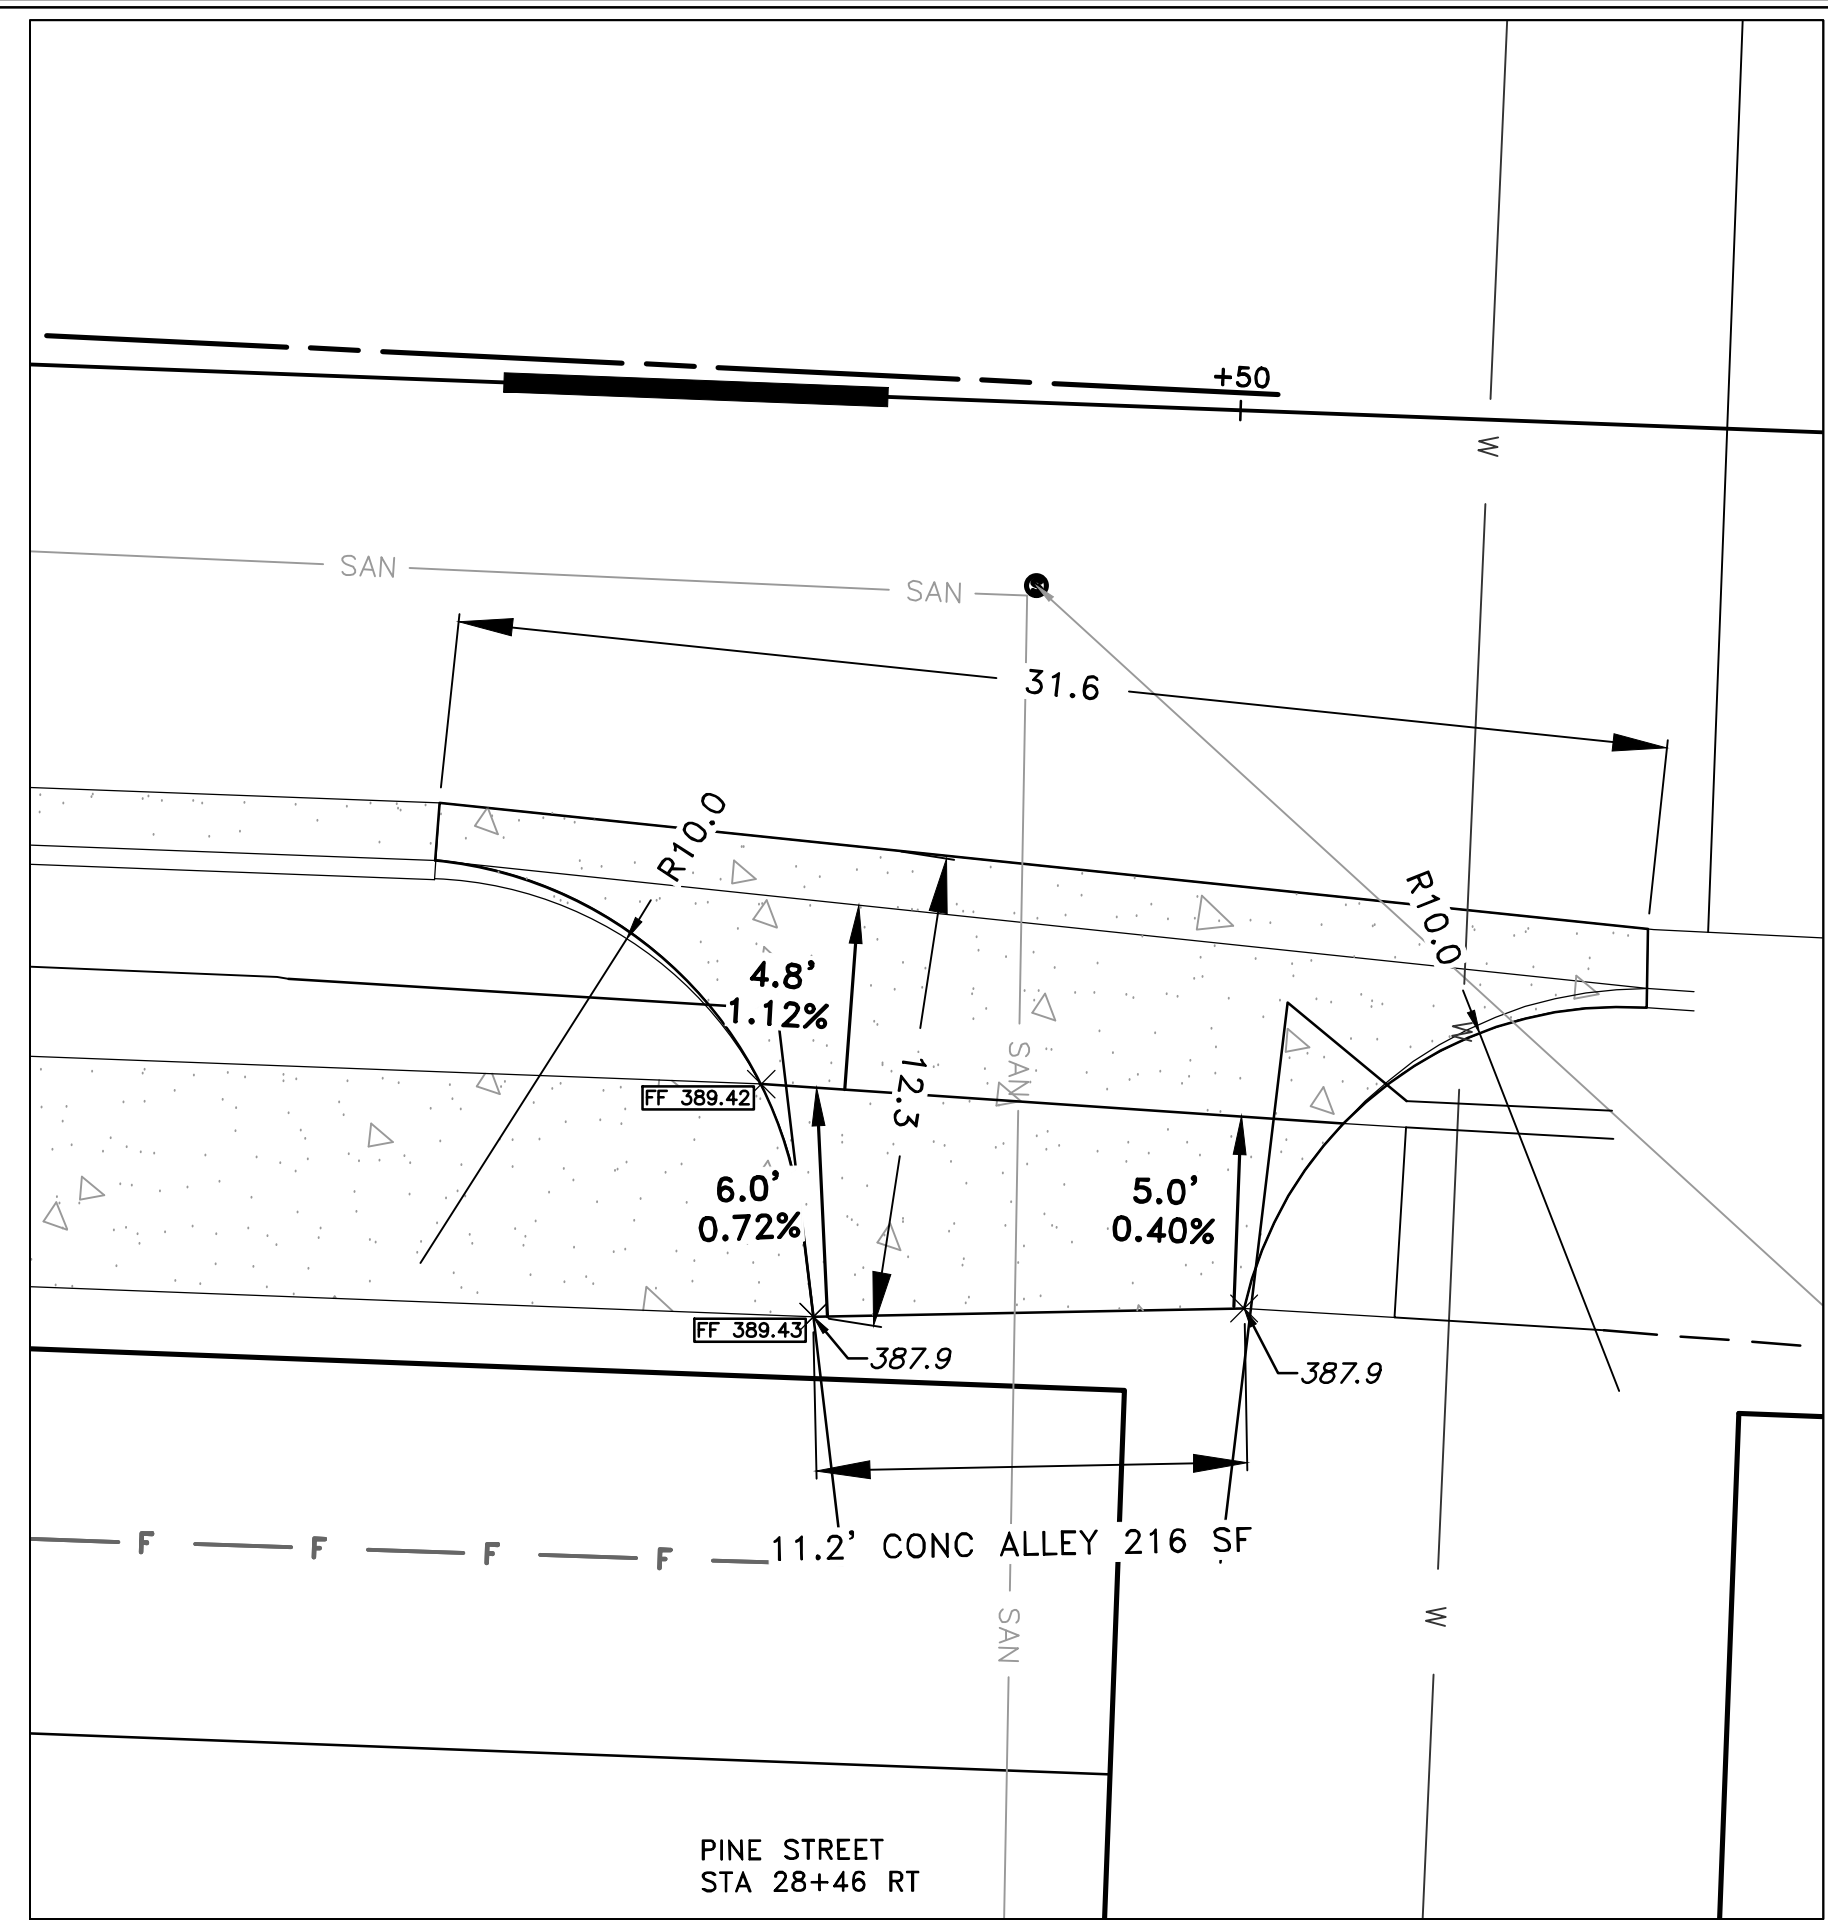 +50
W
SAN
SAN
31.6
R10.0
R10.0
4.8'
1.12%
W
SAN
12.3
FF 389.42
6.0'
0.72%
5.0'
0.40%
FF 389.43
387.9
387.9
F F F F
11.2' CONC ALLEY 216 SF
SAN
W
PINE STREET
STA 28+46 RT